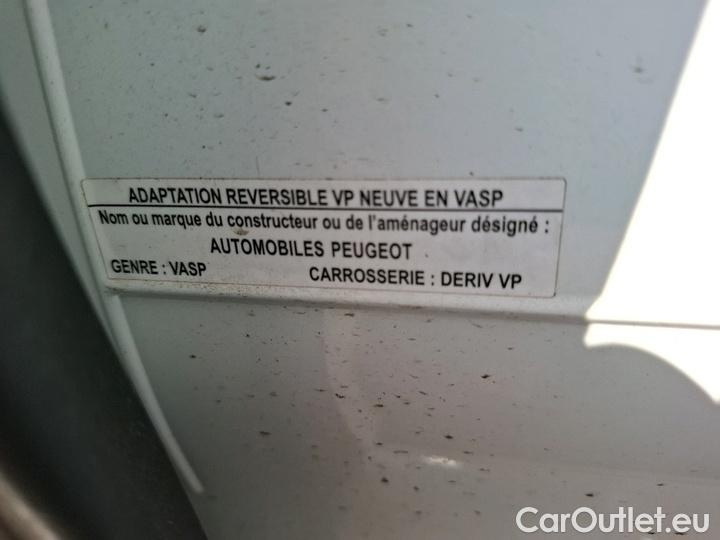 ADAPTATION REVERSIBLE VP NEUVE EN VASP
Nom ou marque du constructeur ou de l'aménageur désigné :
AUTOMOBILES PEUGEOT
GENRE : VASP CARROSSERIE : DERIV VP
CarOutlet.eu